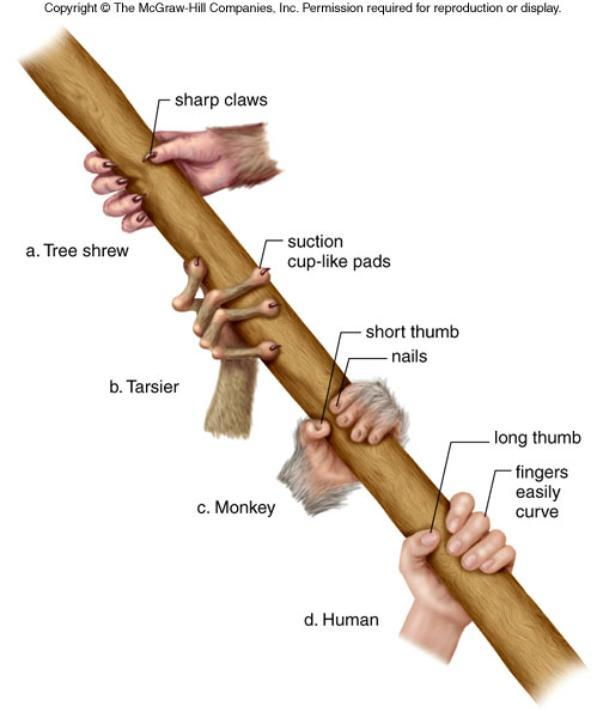 Copyright © The McGraw-Hill Companies, Inc. Permission required for reproduction or display.
sharp claws
a. Tree shrew
suction
cup-like pads
b. Tarsier
short thumb
nails
c. Monkey
long thumb
fingers
easily
curve
d. Human